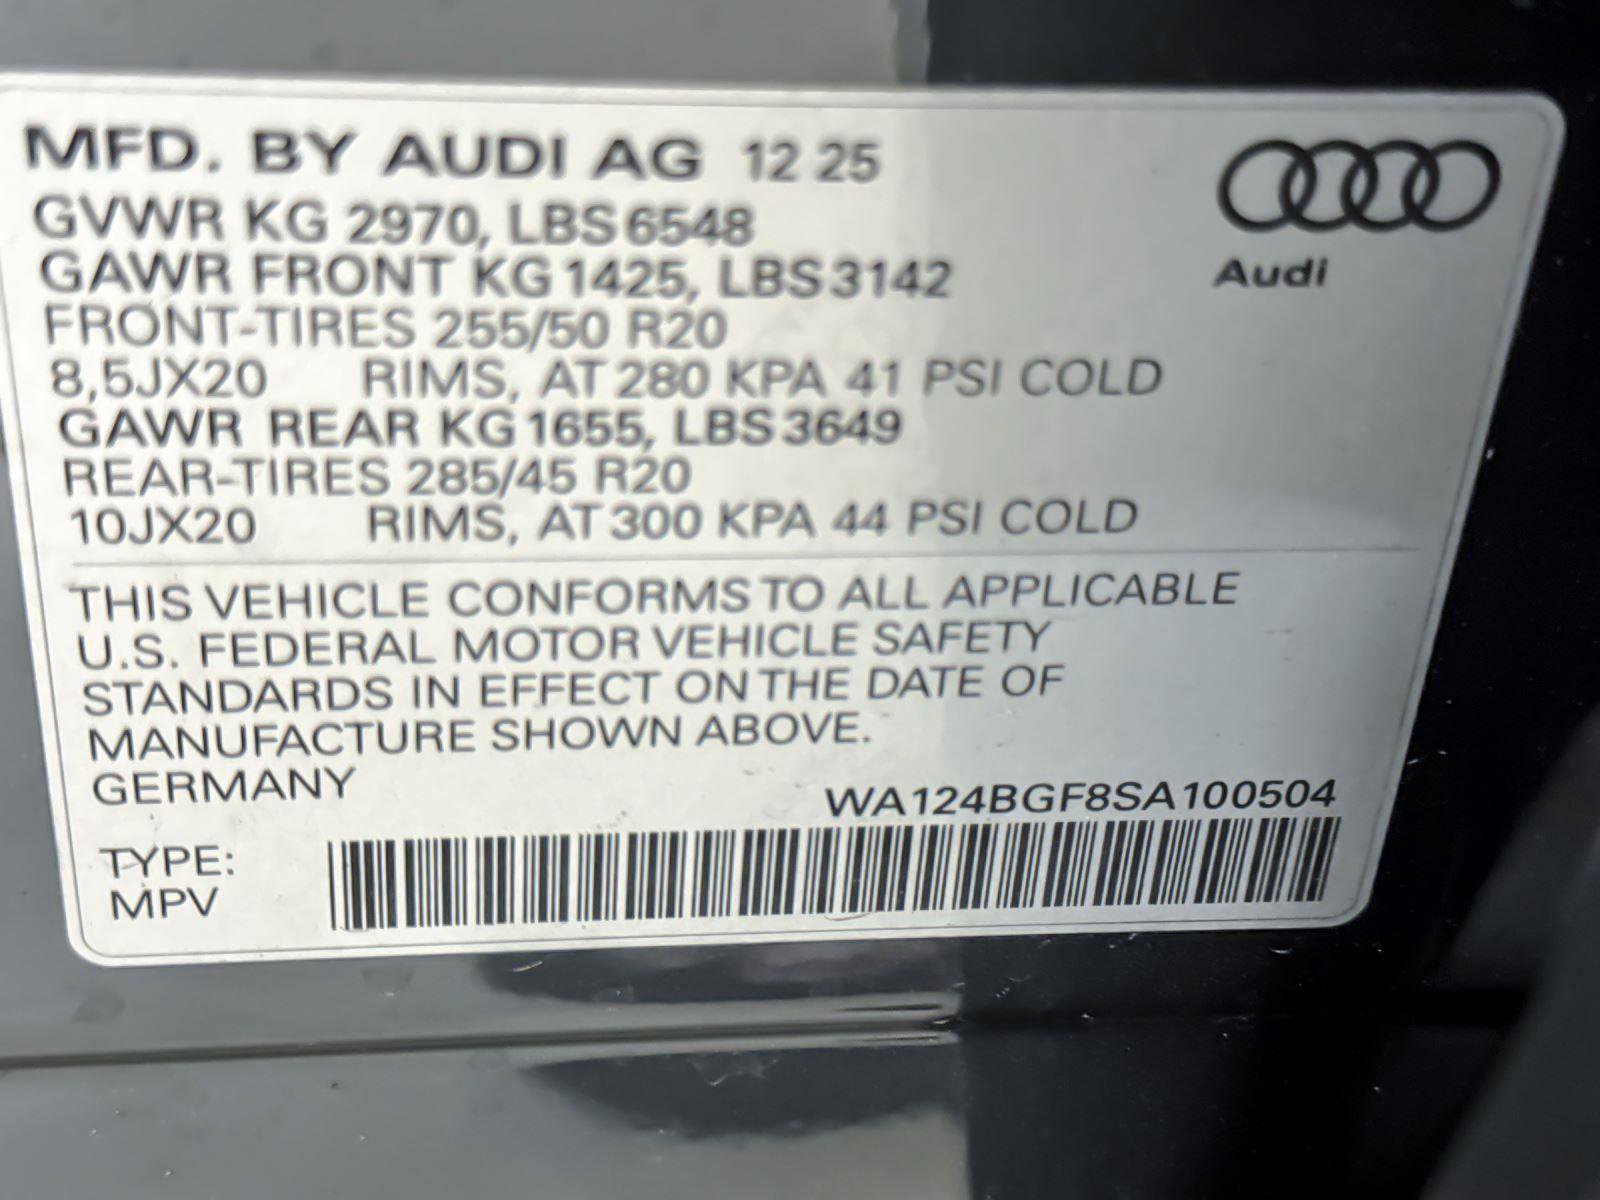 MFD. BY AUDI AG 12 25
GVWR KG 2970, LBS 6548
GAWR FRONT KG 1425, LBS 3142
FRONT-TIRES 255/50 R20
8,5JX20 RIMS, AT 280 KPA 41 PSI COLD
GAWR REAR KG 1655, LBS 3649
REAR-TIRES 285/45 R20
10JX20 RIMS, AT 300 KPA 44 PSI COLD
Audi
THIS VEHICLE CONFORMS TO ALL APPLICABLE
U.S. FEDERAL MOTOR VEHICLE SAFETY
STANDARDS IN EFFECT ON THE DATE OF
MANUFACTURE SHOWN ABOVE.
GERMANY
WA124BGF8SA100504
TYPE:
MPV